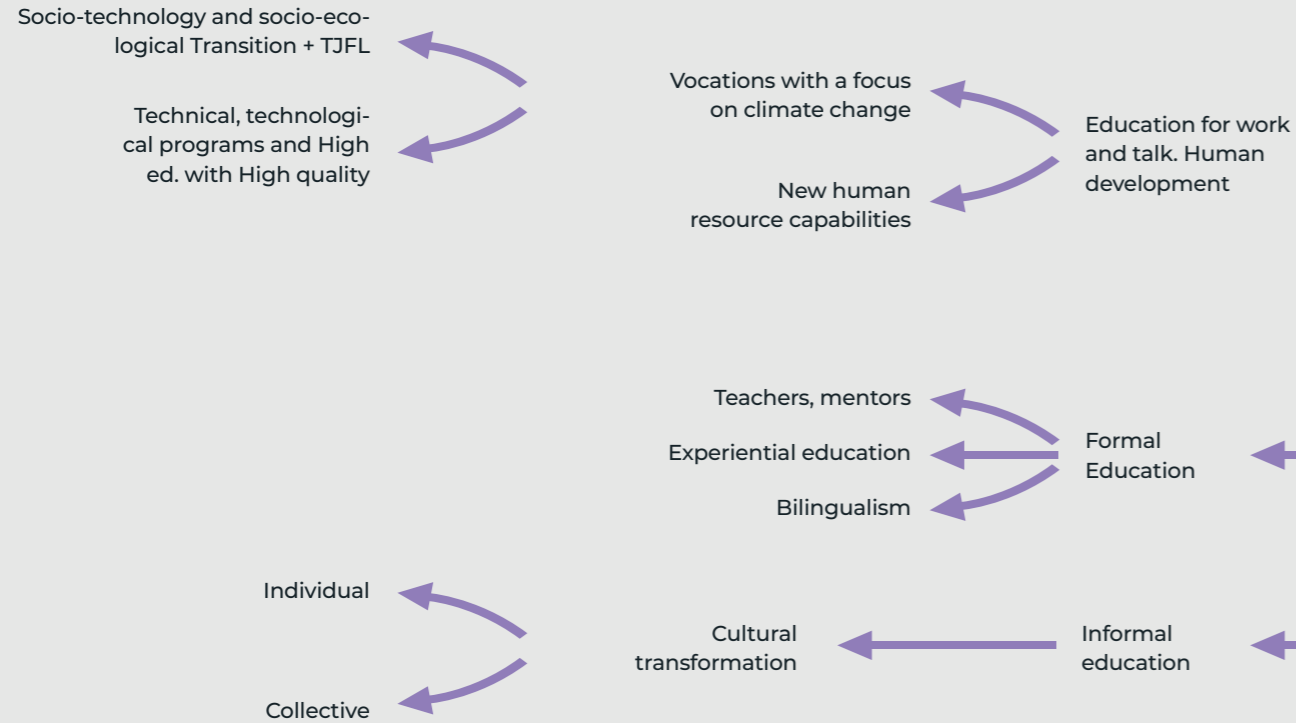 Socio-technology and socio-eco-
logical Transition + TJFL
Technical, technologi-
cal programs and High
ed. with High quality
Vocations with a focus
on climate change
New human
resource capabilities
Education for work
and talk. Human
development
Teachers, mentors
Experiential education
Bilingualism
Formal
Education
Individual
Collective
Cultural
transformation
Informal
education